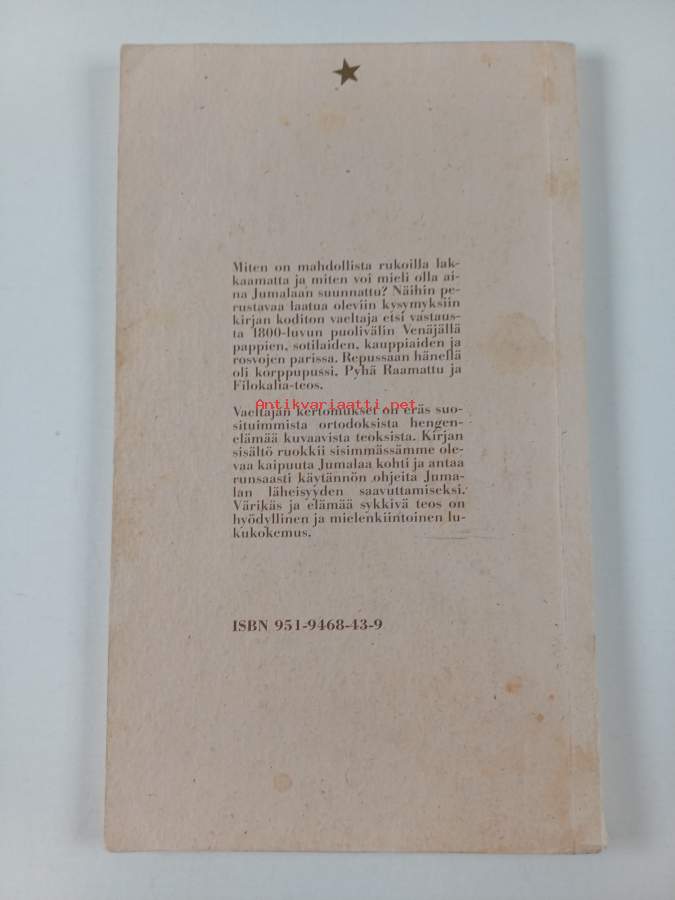 Miten on mahdollista rukoilla lak-
kaamatta ja miten voi mieli olla ai-
na Jumalaan suunnattu? Näihin pe-
rustavaa laatua oleviin kysymyksiin
kirjan koditon vaeltaja etsi vastaus-
ta 1800-luvun puolivälin Venäjällä
pappien, sotilaiden, kauppiaiden ja
rosvojen parissa. Repussaan hänellä
oli korppupussi, Pyhä Raamattu ja
Filokalia-teos.
Antikvariaatti.net
Vaeltajan kertomukset on eräs suo-
situimmista ortodoksista hengen-
elämää kuvaavista teoksista. Kirjan
sisältö ruokkii sisimmässämme ole-
vaa kaipuuta Jumalaa kohti ja antaa
runsaasti käytännön ohjeita Juma-
lan läheisyyden saavuttamiseksi.
Värikäs ja elämää sykkivä teos on
hyödyllinen ja mielenkiintoinen lu-
kukokemus.
ISBN 951-9468-43-9